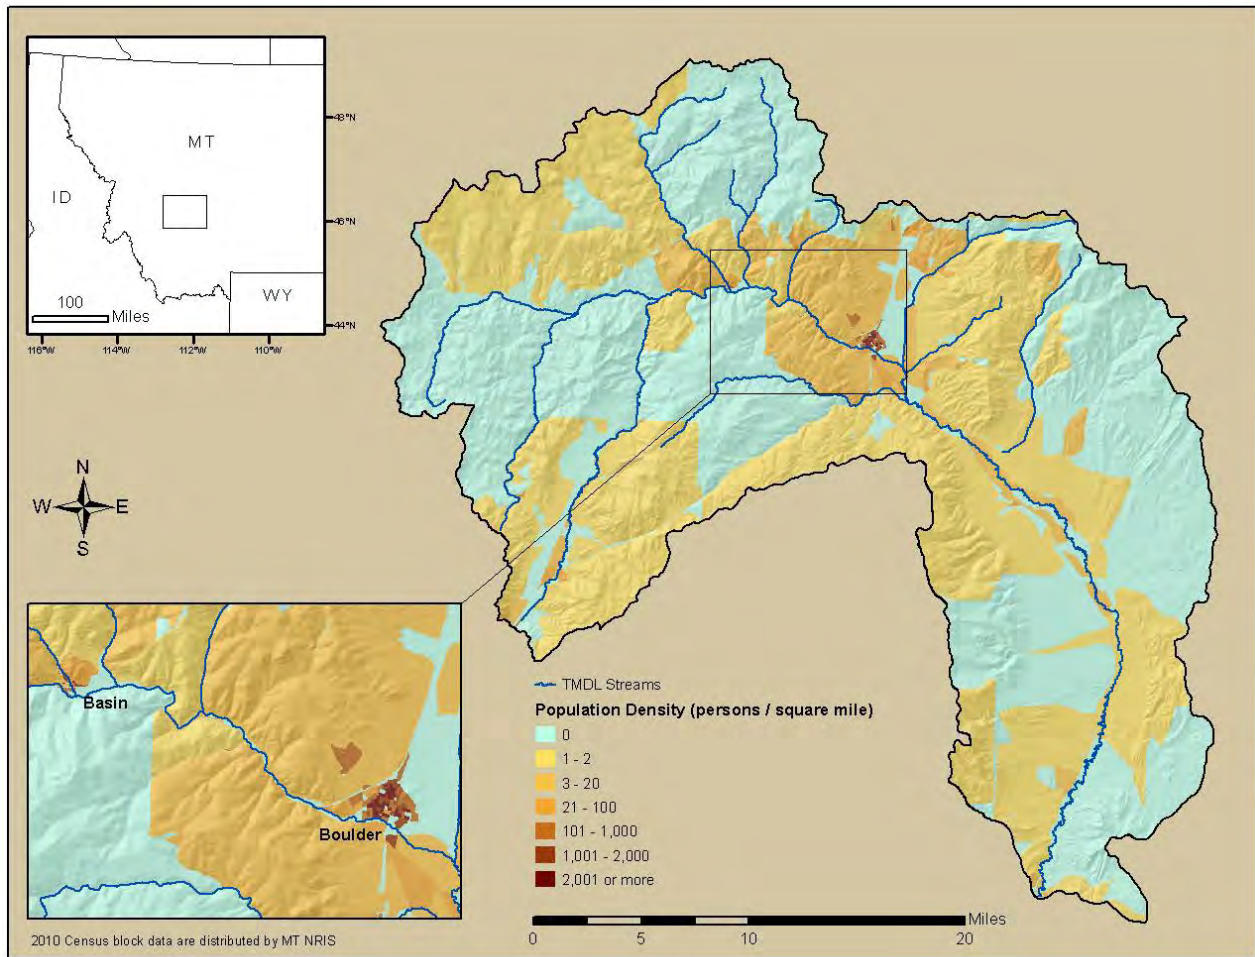 MT
ID
WY
100
Miles
48°N
46°N
44°N
116°W
114°W
112°W
110°W
N
W
E
S
Basin
Boulder
TMDL Streams
Population Density (persons / square mile)
0
1 - 2
3 - 20
21 - 100
101 - 1,000
1,001 - 2,000
2,001 or more
Miles
0
5
10
20
2010 Census block data are distributed by MT NRIS